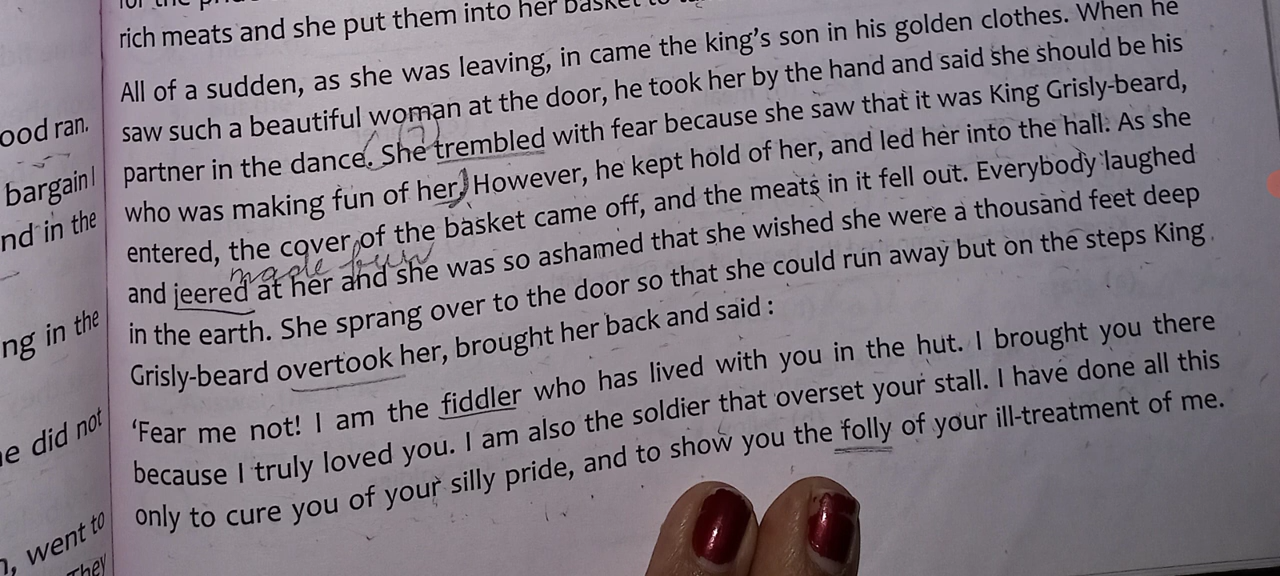 ood ran.
bargain
nd in the
ng in the
e did not
, went to
They
rich meats and she put them into her basket to
All of a sudden, as she was leaving, in came the king's son in his golden clothes. When he
saw such a beautiful woman at the door, he took her by the hand and said she should be his
partner in the dance. She trembled with fear because she saw that it was King Grisly-beard,
who was making fun of her. However, he kept hold of her, and led her into the hall. As she
entered, the cover of the basket came off, and the meats in it fell out. Everybody laughed
made fun
and jeered at her and she was so ashamed that she wished she were a thousand feet deep
in the earth. She sprang over to the door so that she could run away but on the steps King
Grisly-beard overtook her, brought her back and said :
'Fear me not! I am the fiddler who has lived with you in the hut. I brought you there
because I truly loved you. I am also the soldier that overset your stall. I have done all this
only to cure you of your silly pride, and to show you the folly of your ill-treatment of me.